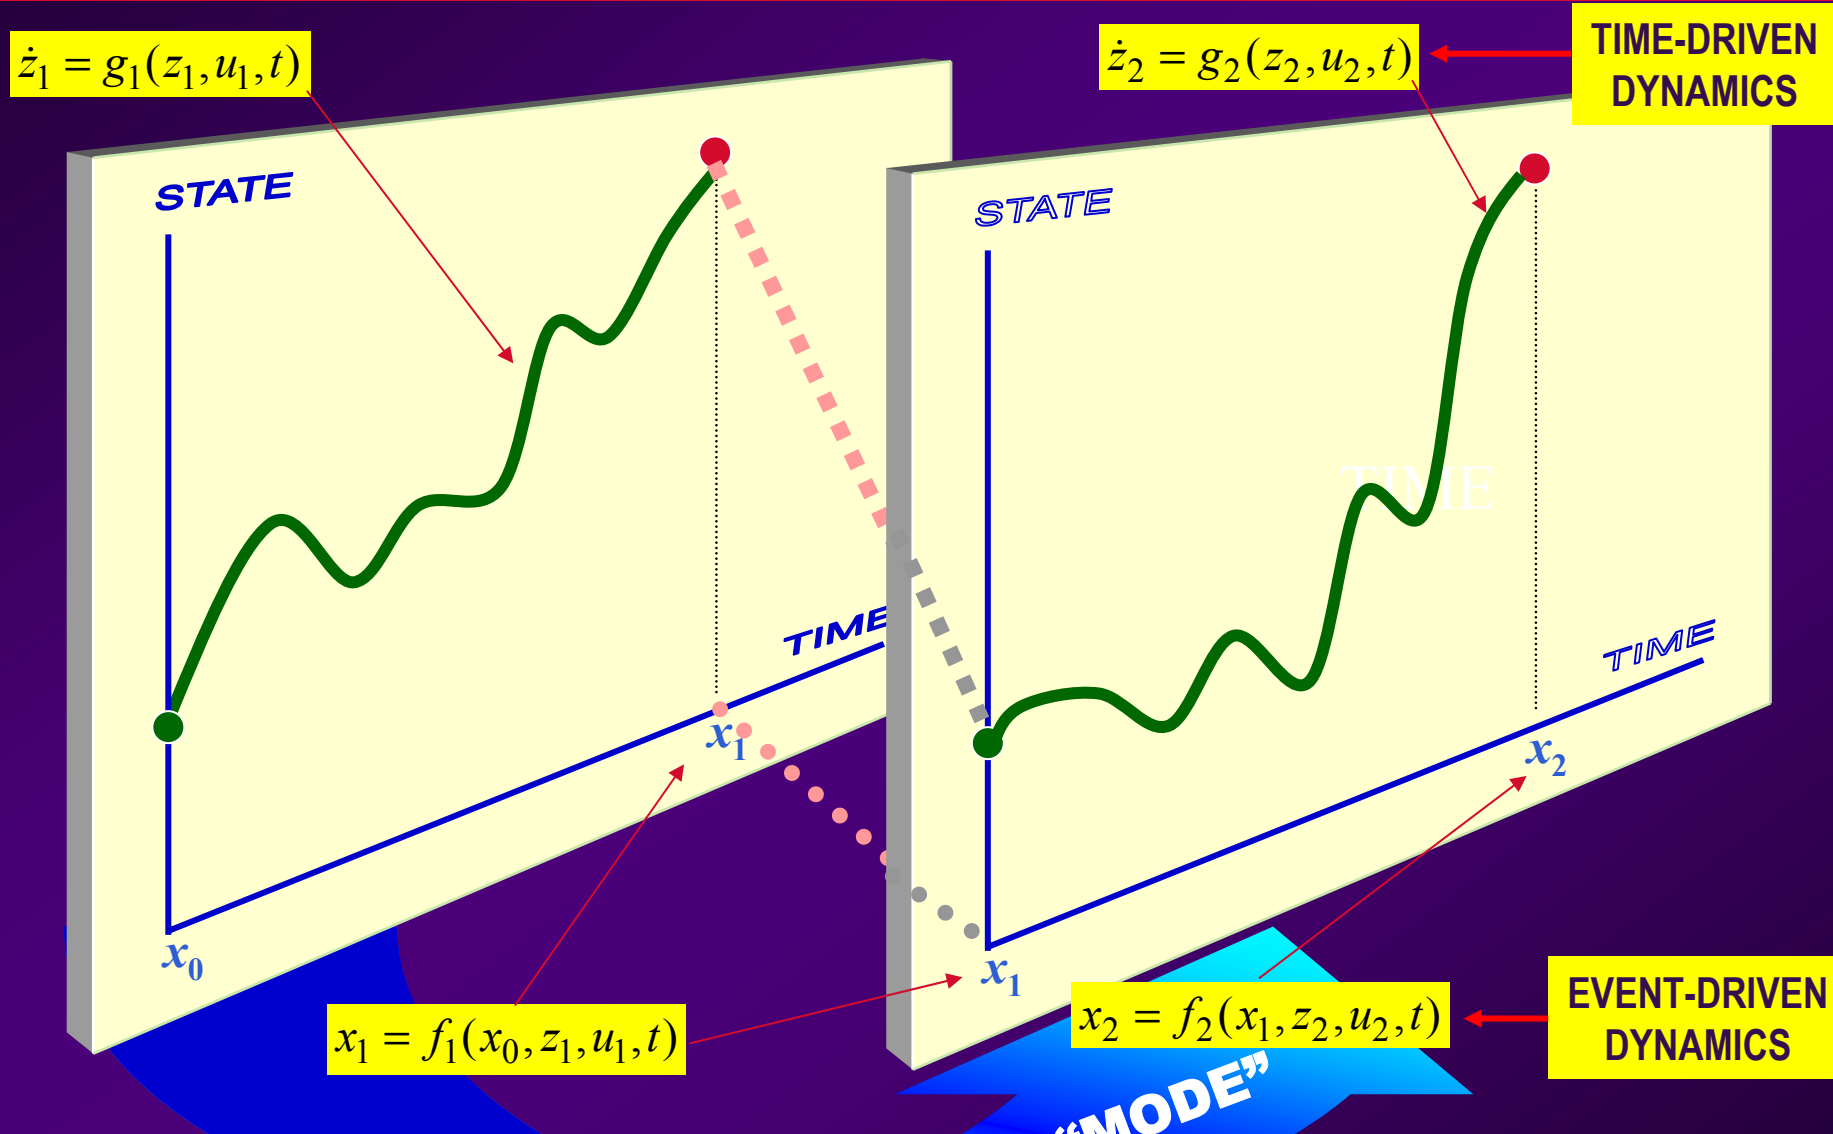 ż₁ = g₁(z₁,u₁,t)
ż₂ = g₂(z₂,u₂,t)
TIME-DRIVEN
DYNAMICS
STATE
STATE
TIME
TIME
TIME
x₁
x₂
x₀
x₁
x₁ = f₁(x₀,z₁,u₁,t)
x₂ = f₂(x₁,z₂,u₂,t)
EVENT-DRIVEN
DYNAMICS
“MODE”